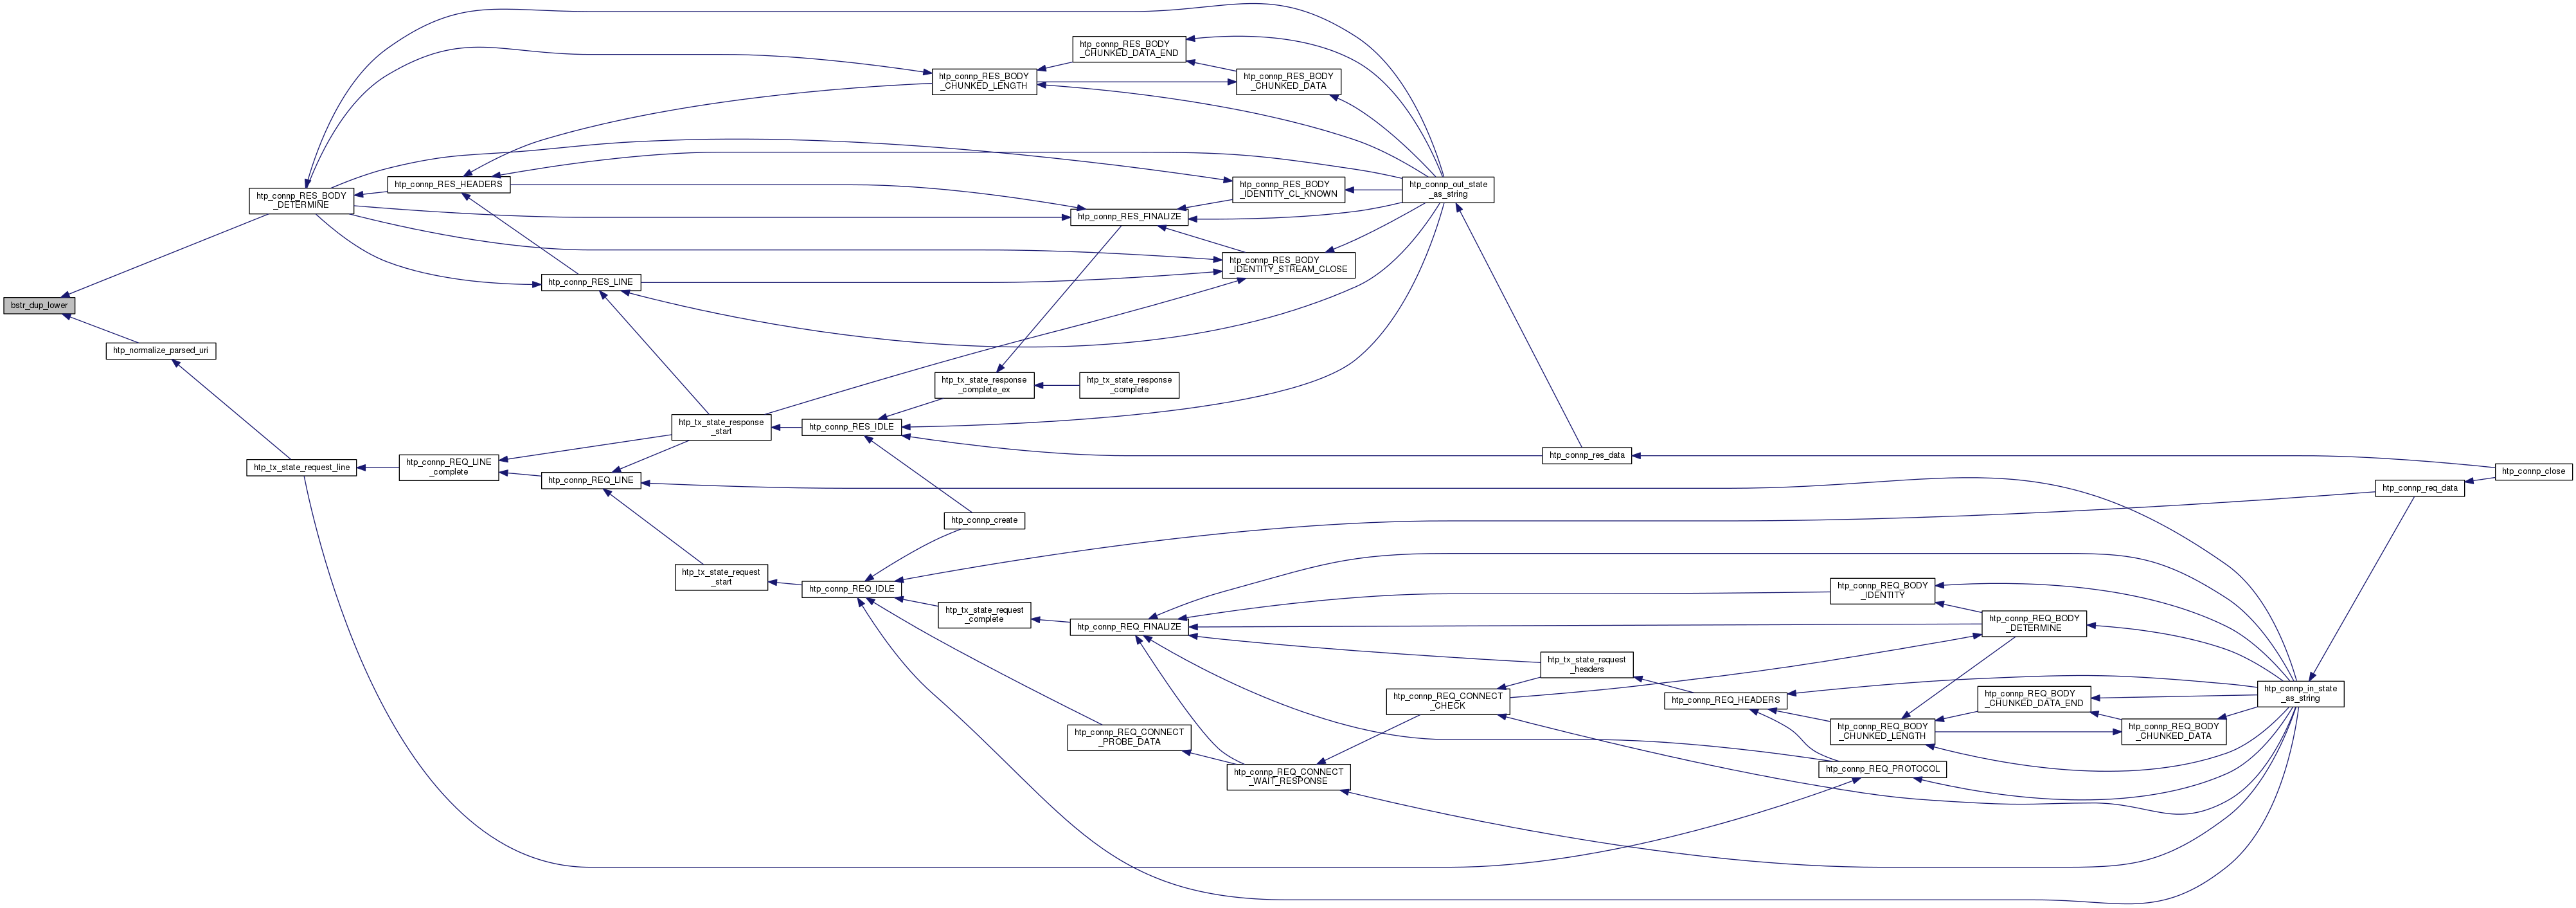 htp_connp_RES_BODY
_CHUNKED_DATA_END
htp_connp_RES_BODY
_CHUNKED_LENGTH
htp_connp_RES_BODY
_CHUNKED_DATA
htp_connp_RES_BODY
_DETERMINE
htp_connp_RES_HEADERS
htp_connp_RES_BODY
_IDENTITY_CL_KNOWN
htp_connp_out_state
_as_string
htp_connp_RES_FINALIZE
htp_connp_RES_BODY
_IDENTITY_STREAM_CLOSE
htp_connp_RES_LINE
bstr_dup_lower
htp_normalize_parsed_uri
htp_tx_state_response
_complete_ex
htp_tx_state_response
_complete
htp_tx_state_response
_start
htp_connp_RES_IDLE
htp_connp_res_data
htp_connp_close
htp_tx_state_request_line
htp_connp_REQ_LINE
_complete
htp_connp_REQ_LINE
htp_connp_req_data
htp_connp_create
htp_tx_state_request
_start
htp_connp_REQ_IDLE
htp_tx_state_request
_complete
htp_connp_REQ_FINALIZE
htp_connp_REQ_BODY
_IDENTITY
htp_connp_REQ_BODY
_DETERMINE
htp_tx_state_request
_headers
htp_connp_REQ_CONNECT
_CHECK
htp_connp_REQ_HEADERS
htp_connp_REQ_BODY
_CHUNKED_DATA_END
htp_connp_in_state
_as_string
htp_connp_REQ_CONNECT
_PROBE_DATA
htp_connp_REQ_BODY
_CHUNKED_LENGTH
htp_connp_REQ_BODY
_CHUNKED_DATA
htp_connp_REQ_CONNECT
_WAIT_RESPONSE
htp_connp_REQ_PROTOCOL